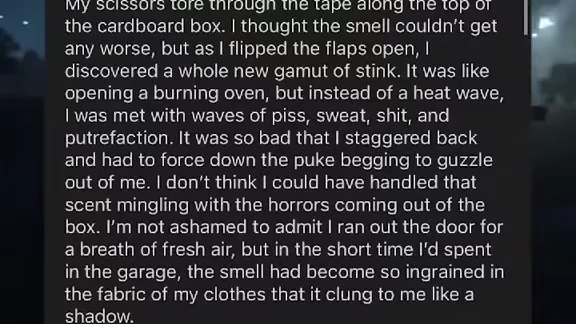 My scissors tore through the tape along the top of
the cardboard box. I thought the smell couldn’t get
any worse, but as I flipped the flaps open, I
discovered a whole new gamut of stink. It was like
opening a burning oven, but instead of a heat wave,
I was met with waves of piss, sweat, shit, and
putrefaction. It was so bad that I staggered back
and had to force down the puke begging to guzzle
out of me. I don’t think I could have handled that
scent mingling with the horrors coming out of the
box. I’m not ashamed to admit I ran out the door for
a breath of fresh air, but in the short time I’d spent
in the garage, the smell had become so ingrained in
the fabric of my clothes that it clung to me like a
shadow.